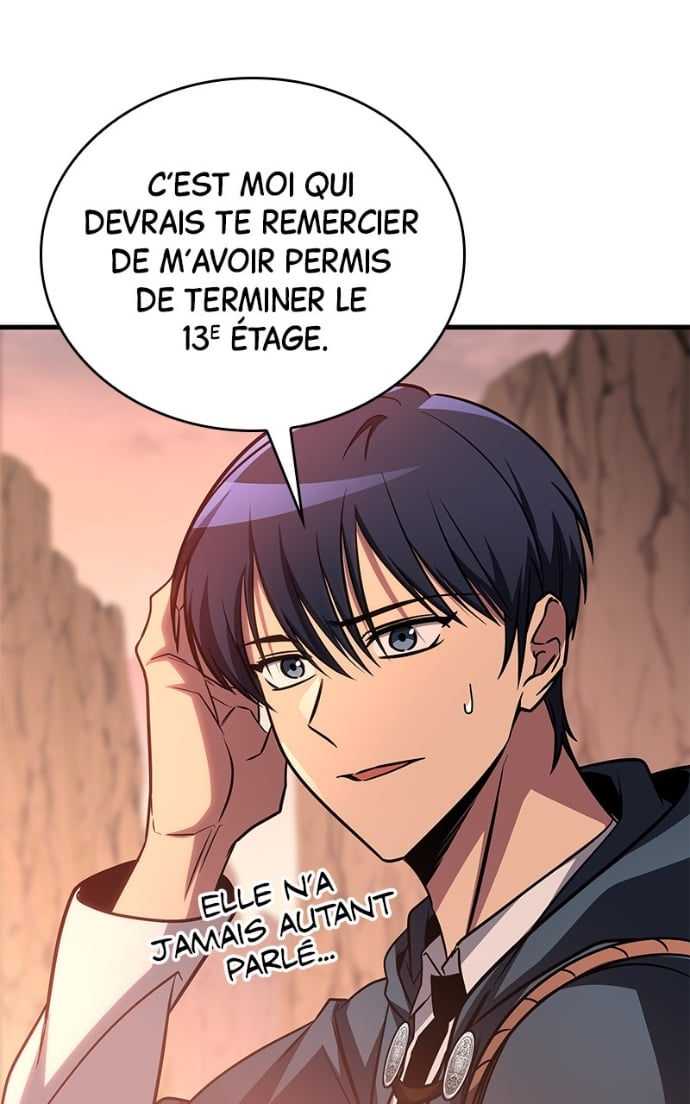 C'EST MOI QUI
DEVRAIS TE REMERCIER
DE M'AVOIR PERMIS
DE TERMINER LE
13E ÉTAGE.
ELLE N'A
JAMAIS AUTANT
PARLÉ...